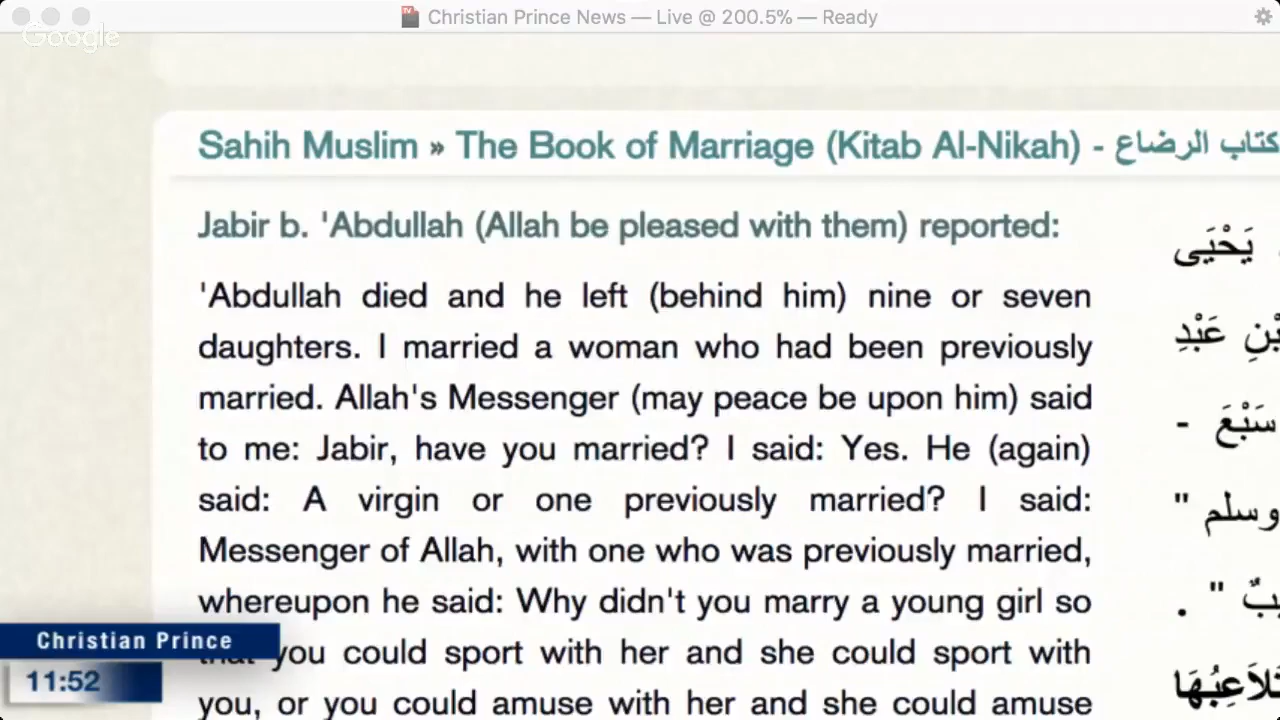 Christian Prince News — Live @ 200.5% — Ready
Google
Sahih Muslim » The Book of Marriage (Kitab Al-Nikah) - كتاب الرضاع
Jabir b. 'Abdullah (Allah be pleased with them) reported:
'Abdullah died and he left (behind him) nine or seven
daughters. I married a woman who had been previously
married. Allah's Messenger (may peace be upon him) said
to me: Jabir, have you married? I said: Yes. He (again)
said: A virgin or one previously married? I said:
Messenger of Allah, with one who was previously married,
whereupon he said: Why didn't you marry a young girl so
that you could sport with her and she could sport with
you, or you could amuse with her and she could amuse
يَحْيَى
عَبْدِ
سَبْعَ -
وسلم "
" .
Christian Prince
11:52